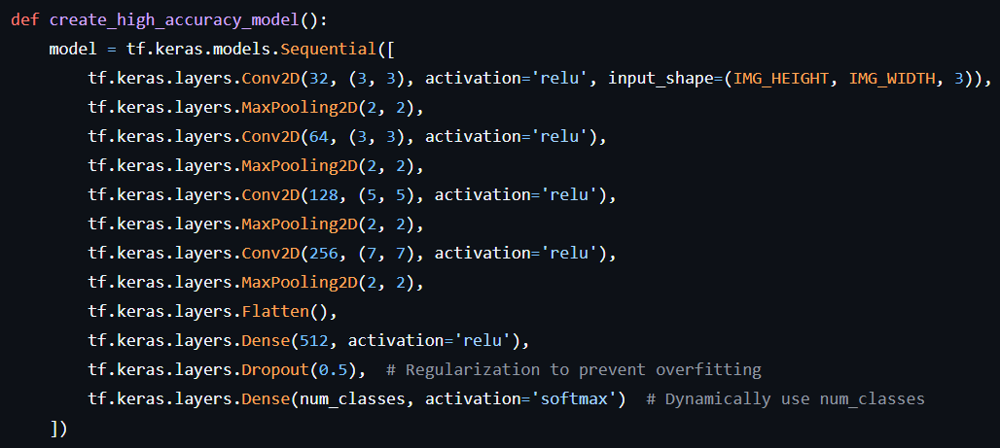 def create_high_accuracy_model():
    model = tf.keras.models.Sequential([
        tf.keras.layers.Conv2D(32, (3, 3), activation='relu', input_shape=(IMG_HEIGHT, IMG_WIDTH, 3)),
        tf.keras.layers.MaxPooling2D(2, 2),
        tf.keras.layers.Conv2D(64, (3, 3), activation='relu'),
        tf.keras.layers.MaxPooling2D(2, 2),
        tf.keras.layers.Conv2D(128, (5, 5), activation='relu'),
        tf.keras.layers.MaxPooling2D(2, 2),
        tf.keras.layers.Conv2D(256, (7, 7), activation='relu'),
        tf.keras.layers.MaxPooling2D(2, 2),
        tf.keras.layers.Flatten(),
        tf.keras.layers.Dense(512, activation='relu'),
        tf.keras.layers.Dropout(0.5),  # Regularization to prevent overfitting
        tf.keras.layers.Dense(num_classes, activation='softmax')  # Dynamically use num_classes
    ])